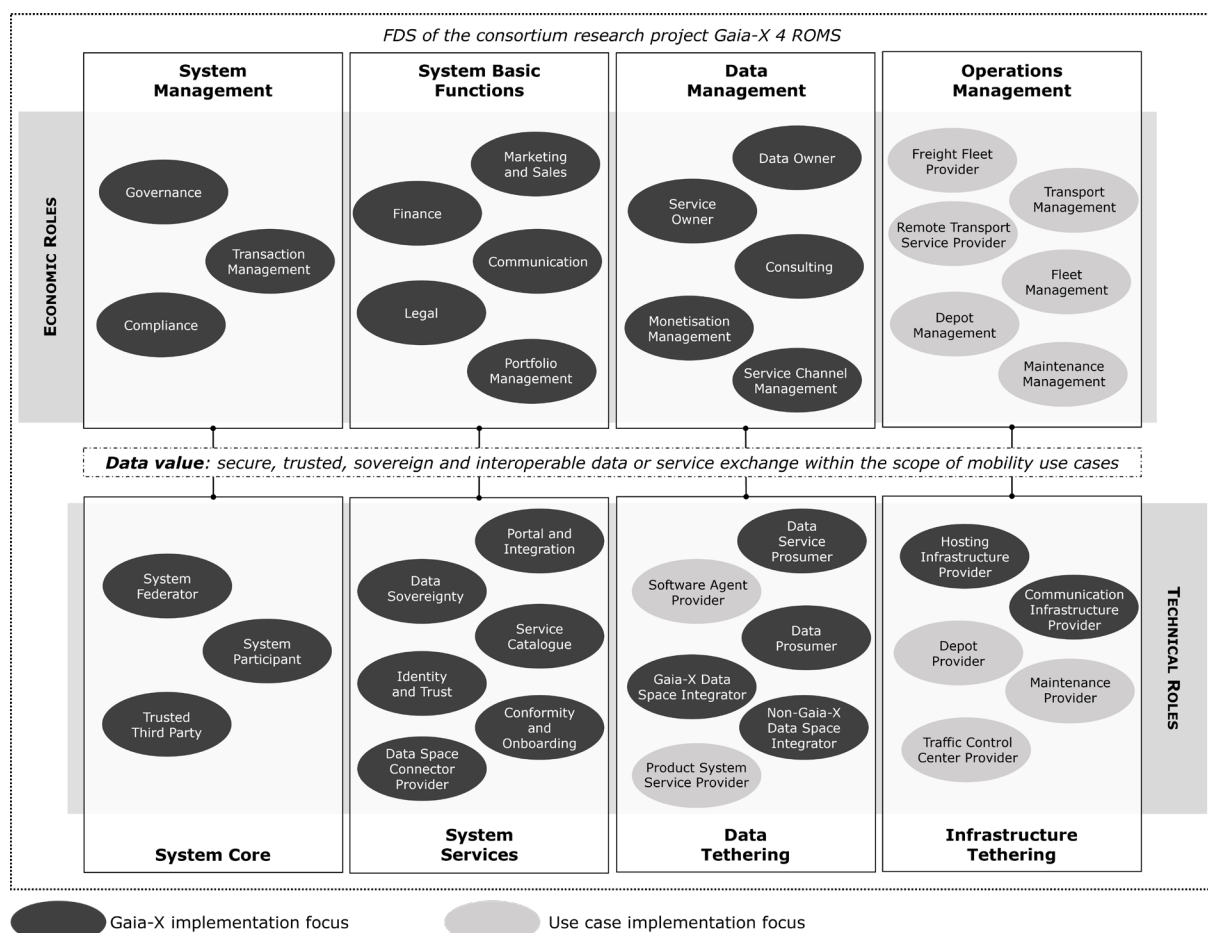 FDS of the consortium research project Gaia-X 4 ROMS
System
Management
System Basic
Functions
Data
Management
Operations
Management
ECONOMIC ROLES
Governance
Transaction
Management
Compliance
Marketing
and Sales
Finance
Communication
Legal
Portfolio
Management
Data Owner
Service
Owner
Consulting
Monetisation
Management
Service Channel
Management
Freight Fleet
Provider
Transport
Management
Remote Transport
Service Provider
Fleet
Management
Depot
Management
Maintenance
Management
Data value: secure, trusted, sovereign and interoperable data or service exchange within the scope of mobility use cases
System
Federator
System
Participant
Trusted
Third Party
System Core
Portal and
Integration
Data
Sovereignty
Service
Catalogue
Identity
and Trust
Conformity
and
Onboarding
Data Space
Connector
Provider
System
Services
Data
Service
Prosumer
Software Agent
Provider
Data
Prosumer
Gaia-X Data
Space Integrator
Non-Gaia-X
Data Space
Integrator
Product System
Service Provider
Data
Tethering
Hosting
Infrastructure
Provider
Communication
Infrastructure
Provider
Depot
Provider
Maintenance
Provider
Traffic Control
Center Provider
Infrastructure
Tethering
TECHNICAL ROLES
Gaia-X implementation focus
Use case implementation focus